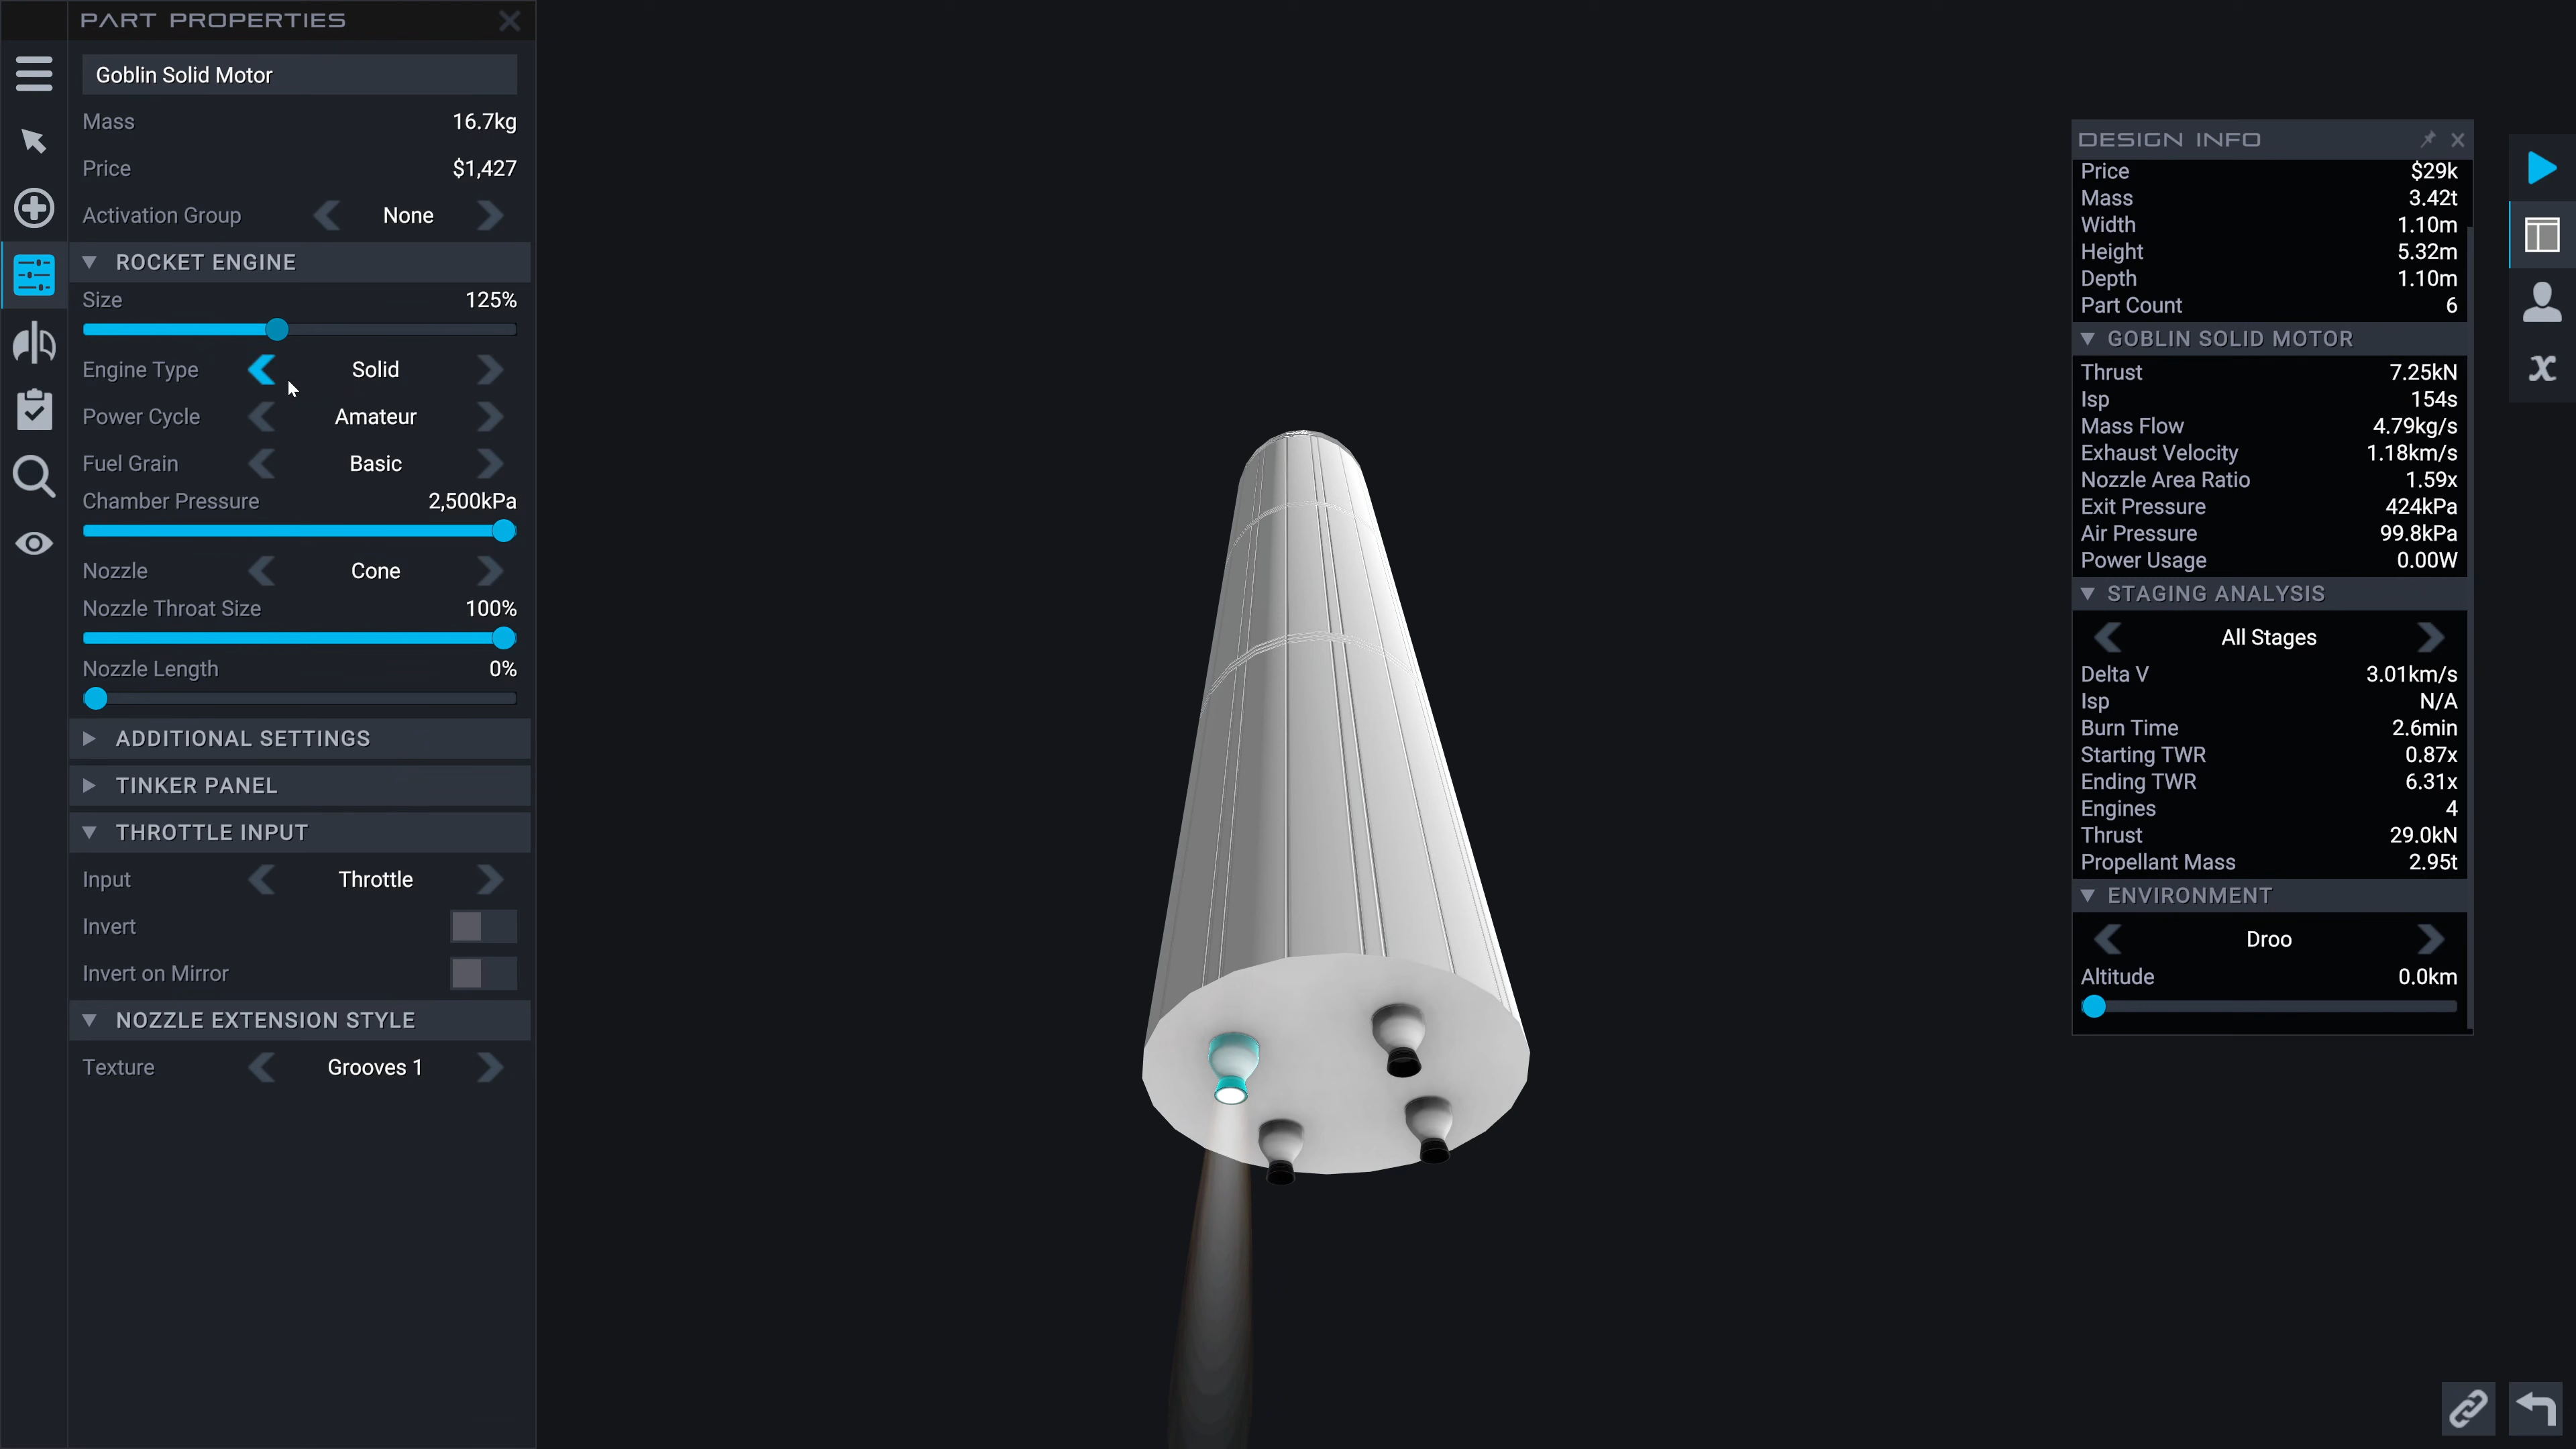 PART PROPERTIES
Goblin Solid Motor
Mass 16.7kg
Price $1,427
Activation Group None
ROCKET ENGINE
Size 125%
Engine Type Solid
Power Cycle Amateur
Fuel Grain Basic
Chamber Pressure 2,500kPa
Nozzle Cone
Nozzle Throat Size 100%
Nozzle Length 0%
ADDITIONAL SETTINGS
TINKER PANEL
THROTTLE INPUT
Input Throttle
Invert
Invert on Mirror
NOZZLE EXTENSION STYLE
Texture Grooves 1
DESIGN INFO
Price $29k
Mass 3.42t
Width 1.10m
Height 5.32m
Depth 1.10m
Part Count 6
GOBLIN SOLID MOTOR
Thrust 7.25kN
Isp 154s
Mass Flow 4.79kg/s
Exhaust Velocity 1.18km/s
Nozzle Area Ratio 1.59x
Exit Pressure 424kPa
Air Pressure 99.8kPa
Power Usage 0.00W
STAGING ANALYSIS
All Stages
Delta V 3.01km/s
Isp N/A
Burn Time 2.6min
Starting TWR 0.87x
Ending TWR 6.31x
Engines 4
Thrust 29.0kN
Propellant Mass 2.95t
ENVIRONMENT
Droo
Altitude 0.0km
x